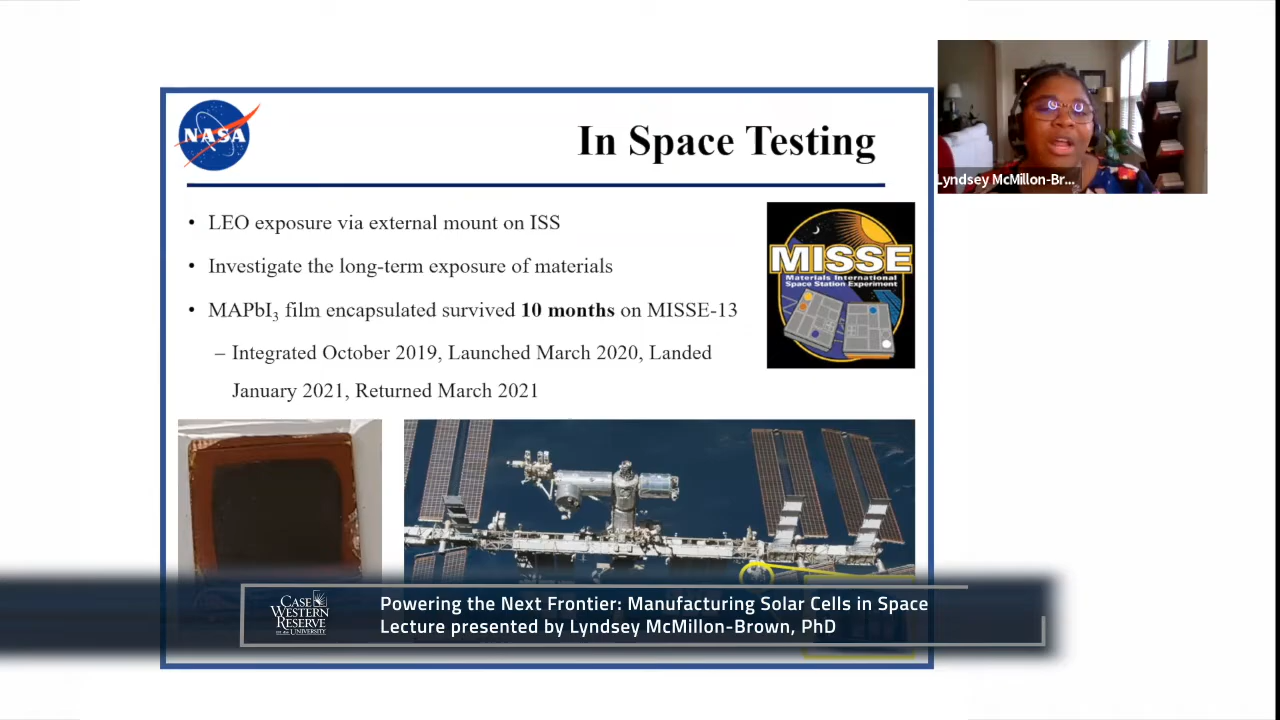 NASA
In Space Testing
Lyndsey McMillon-Br...
• LEO exposure via external mount on ISS
• Investigate the long-term exposure of materials
• MAPbI₃ film encapsulated survived 10 months on MISSE-13
– Integrated October 2019, Launched March 2020, Landed
January 2021, Returned March 2021
MISSE
Materials International
Space Station Experiment
CASE
WESTERN
RESERVE
UNIVERSITY
Powering the Next Frontier: Manufacturing Solar Cells in Space
Lecture presented by Lyndsey McMillon-Brown, PhD